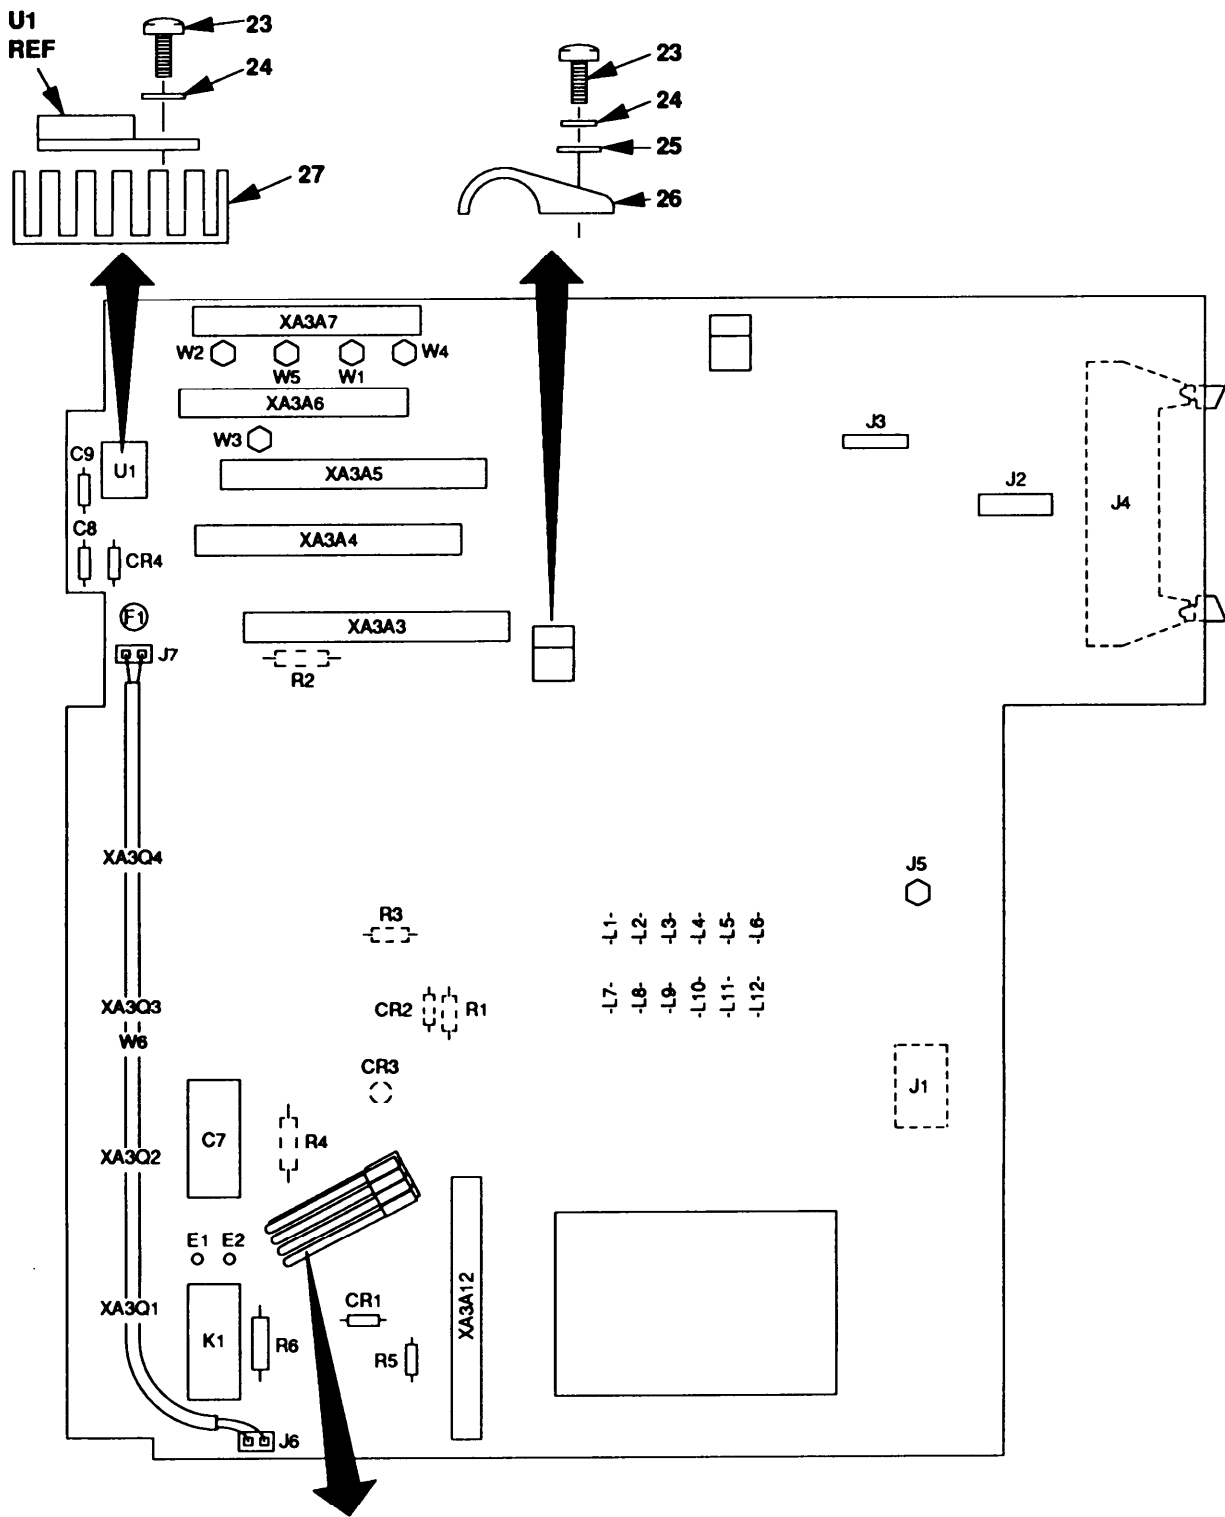 U1
REF
23
24
27
23
24
25
26
XA3A7
W2
W5
W1
W4
XA3A6
W3
J3
C9
U1
XA3A5
J2
J4
C8
CR4
XA3A4
F1
XA3A3
J7
R2
XA3Q4
J5
R3
-L1-
-L2-
-L3-
-L4-
-L5-
-L6-
XA3Q3
W6
CR2
R1
-L7-
-L8-
-L9-
-L10-
-L11-
-L12-
CR3
J1
C7
R4
XA3Q2
E1
E2
XA3Q1
K1
R6
CR1
R5
XA3A12
J6